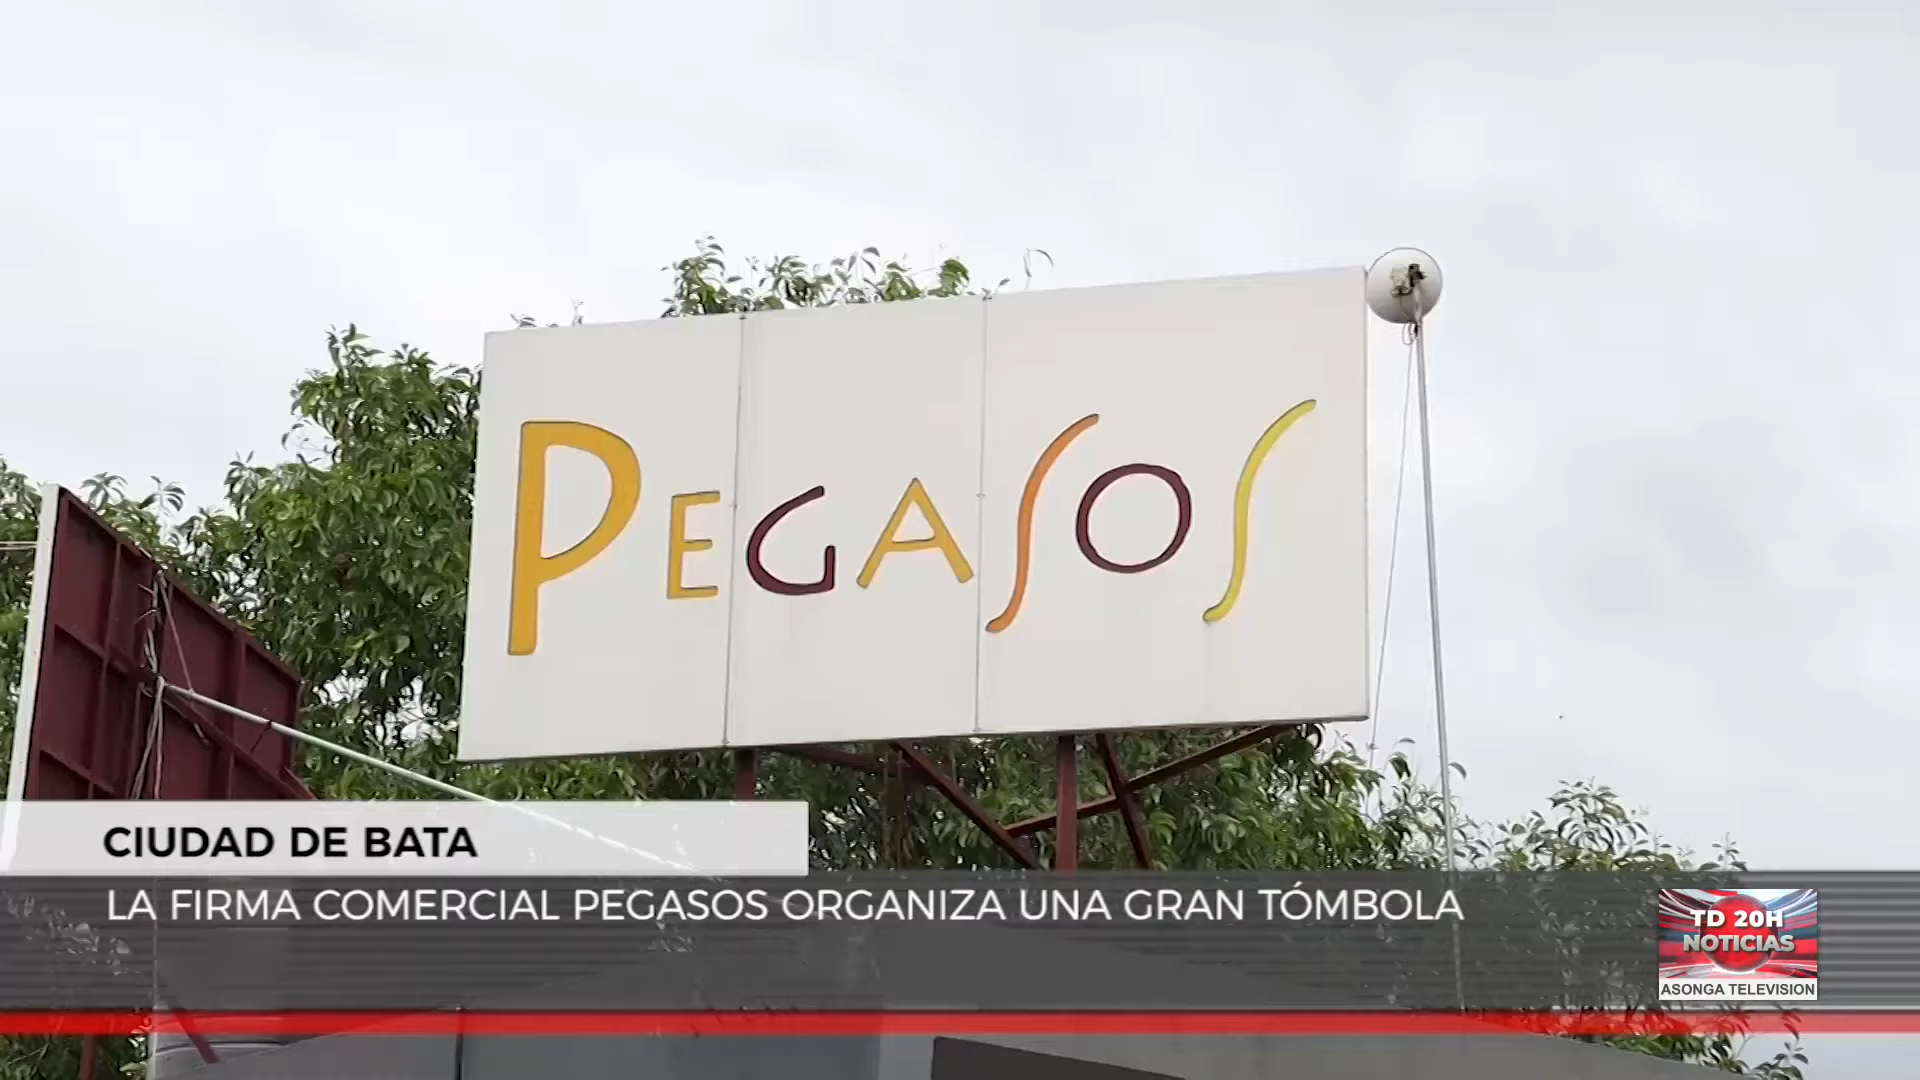 PEGASOS
CIUDAD DE BATA
LA FIRMA COMERCIAL PEGASOS ORGANIZA UNA GRAN TÓMBOLA
TD 20H
NOTICIAS
ASONGA TELEVISION